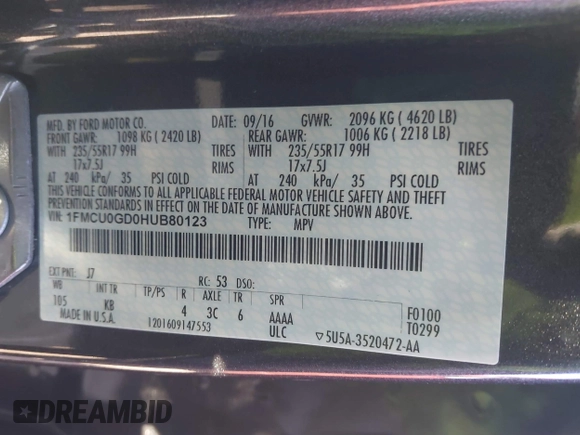 MFD. BY FORD MOTOR CO. DATE: 09/16 GVWR: 2096 KG ( 4620 LB)
FRONT GAWR: 1098 KG ( 2420 LB) REAR GAWR: 1006 KG ( 2218 LB)
WITH 235/55R17 99H TIRES WITH 235/55R17 99H TIRES
17x7.5J RIMS 17x7.5J RIMS
AT 240 kPa/ 35 PSI COLD AT 240 kPa/ 35 PSI COLD
THIS VEHICLE CONFORMS TO ALL APPLICABLE FEDERAL MOTOR VEHICLE SAFETY AND THEFT
PREVENTION STANDARDS IN EFFECT ON THE DATE OF MANUFACTURE SHOWN ABOVE.
VIN: 1FMCU0GD0HUB80123 TYPE: MPV
EXT PNT: J7 RC: 53 DSO:
WB INT TR TP/PS R AXLE TR SPR
105 KB 4 3C 6 AAAA F0100
MADE IN U.S.A. 1201609147553 ULC 5U5A-3520472-AA T0299
DREAMBID